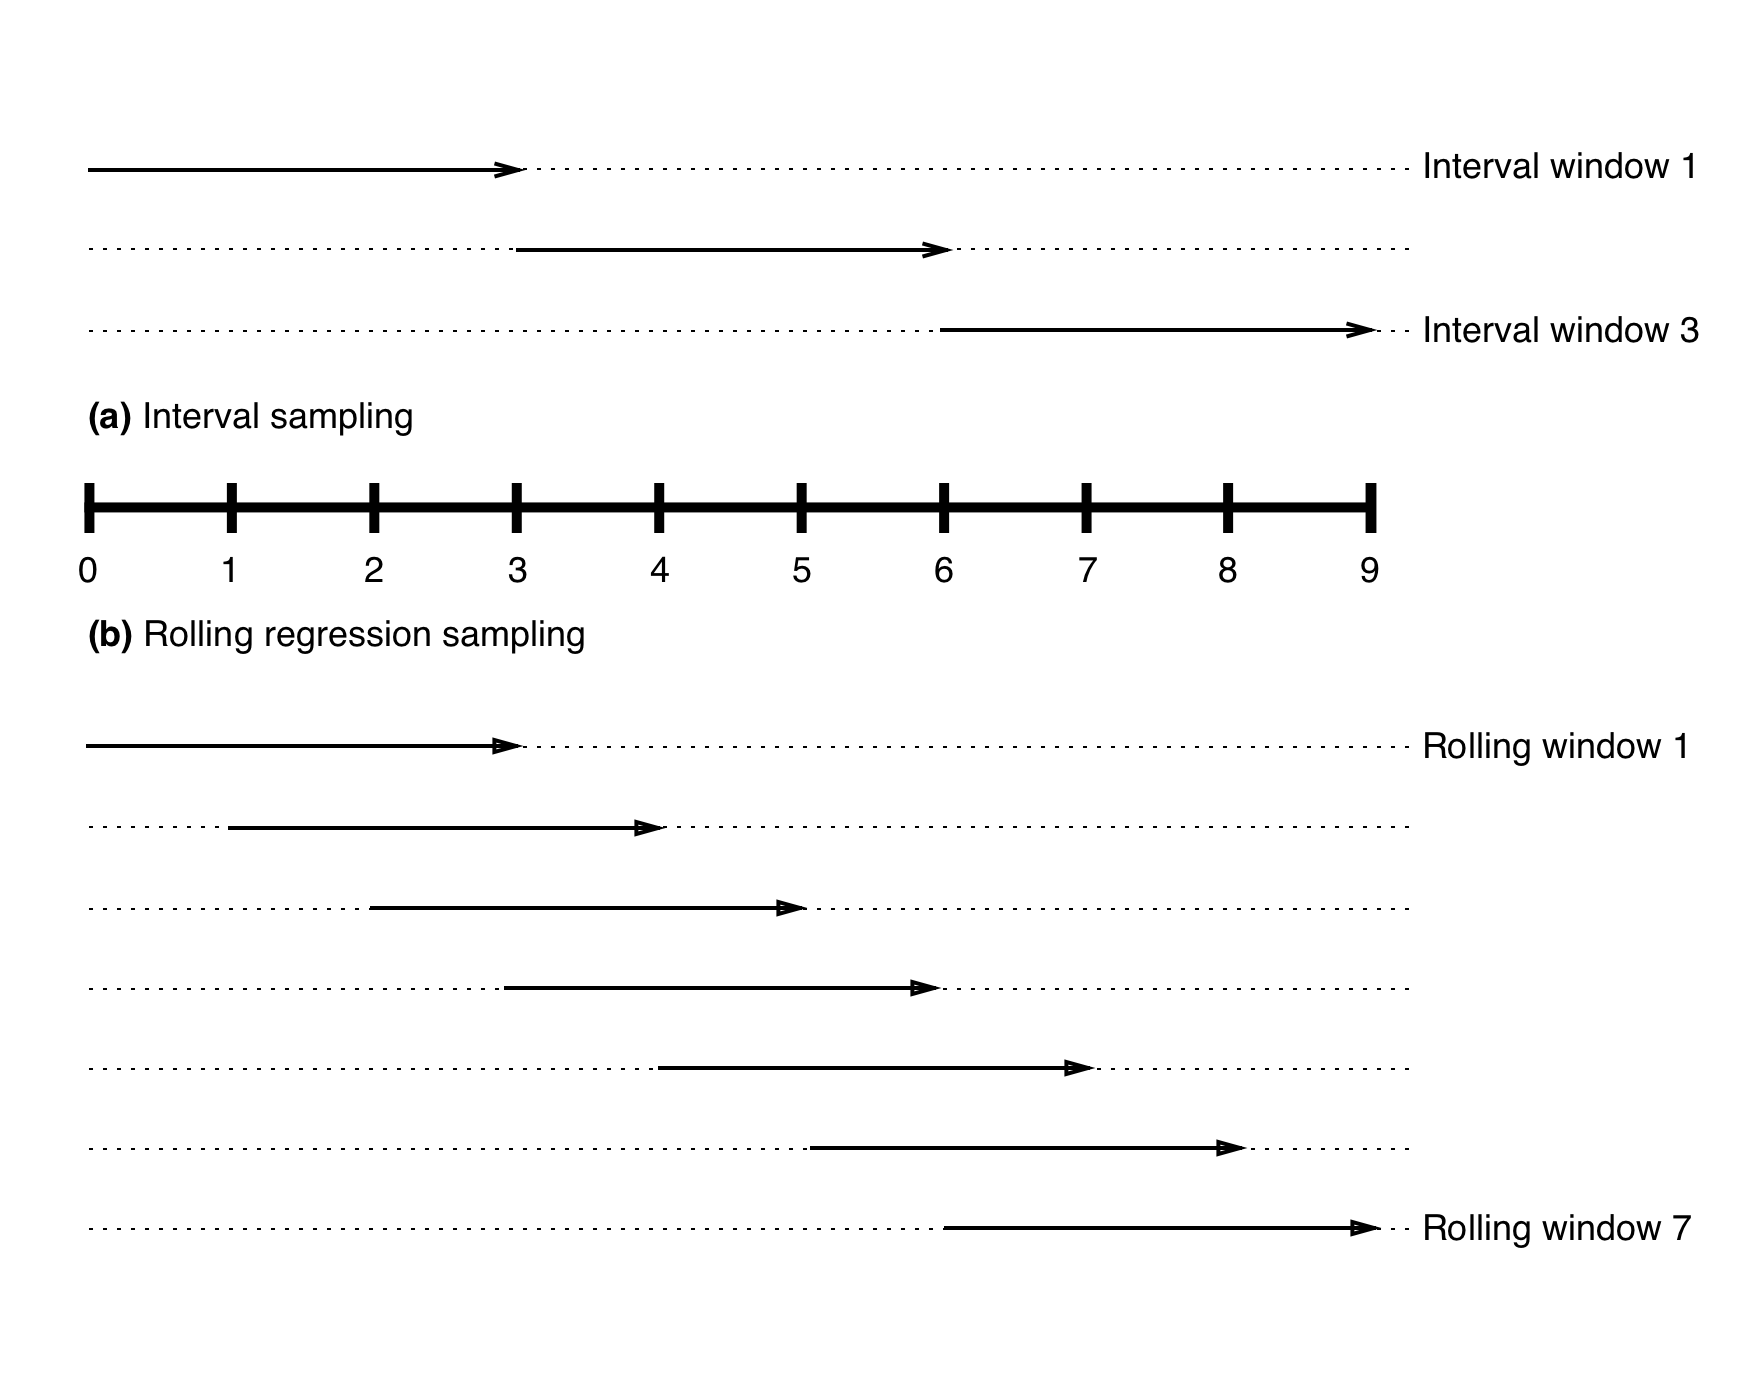 Interval window 1
Interval window 3
(a) Interval sampling
0 1 2 3 4 5 6 7 8 9
(b) Rolling regression sampling
Rolling window 1
Rolling window 7